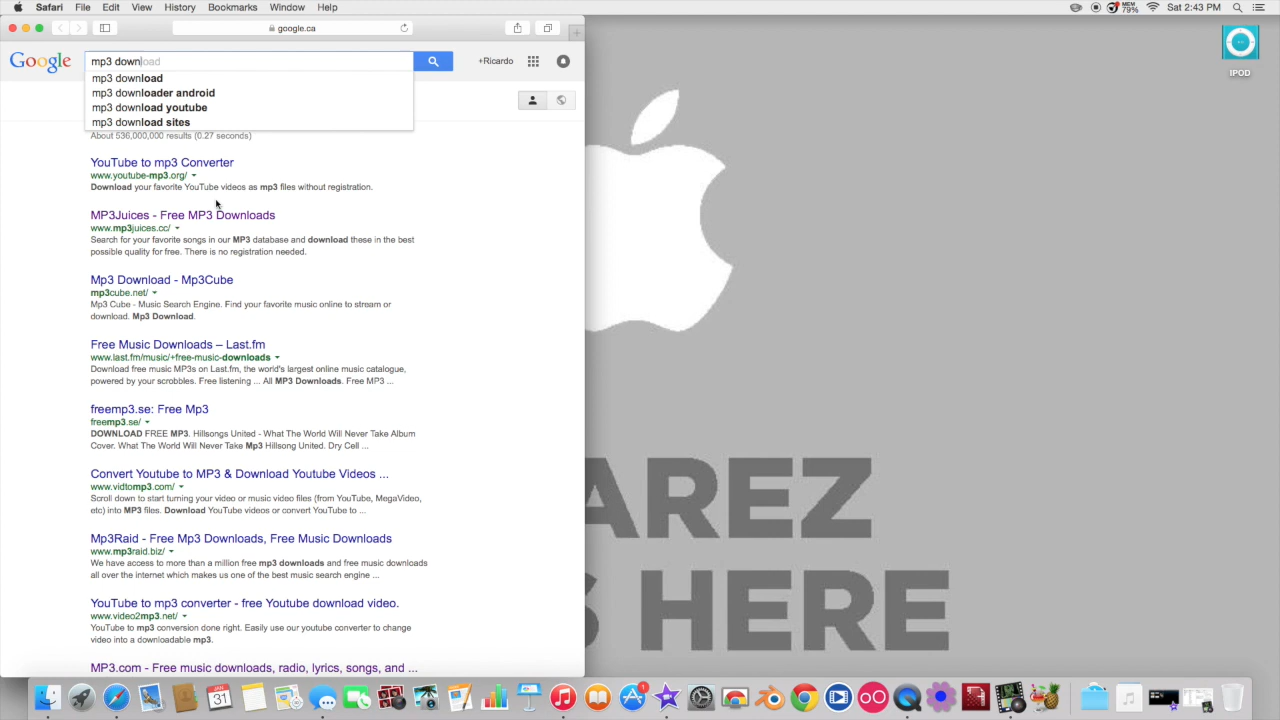 Safari File Edit View History Bookmarks Window Help MEM 79% Sat 2:43 PM
google.ca
Google mp3 download +Ricardo
mp3 download
mp3 downloader android
mp3 download youtube
mp3 download sites
About 536,000,000 results (0.27 seconds)
YouTube to mp3 Converter
www.youtube-mp3.org/
Download your favorite YouTube videos as mp3 files without registration.
MP3Juices - Free MP3 Downloads
www.mp3juices.cc/
Search for your favorite songs in our MP3 database and download these in the best
possible quality for free. There is no registration needed.
Mp3 Download - Mp3Cube
mp3cube.net/
Mp3 Cube - Music Search Engine. Find your favorite music online to stream or
download. Mp3 Download.
Free Music Downloads – Last.fm
www.last.fm/music/+free-music-downloads
Download free music MP3s on Last.fm, the world's largest online music catalogue,
powered by your scrobbles. Free listening ... All MP3 Downloads. Free MP3 ...
freemp3.se: Free Mp3
freemp3.se/
DOWNLOAD FREE MP3. Hillsongs United - What The World Will Never Take Album
Cover. What The World Will Never Take Mp3 Hillsong United. Dry Cell ...
Convert Youtube to MP3 & Download Youtube Videos ...
www.vidtomp3.com/
Scroll down to start turning your video or music video files (from YouTube, MegaVideo,
etc) into MP3 files. Download YouTube videos or convert YouTube to ...
Mp3Raid - Free Mp3 Downloads, Free Music Downloads
www.mp3raid.biz/
We have access to more than a million free mp3 downloads and free music downloads
all over the internet which makes us one of the best music search engine ...
YouTube to mp3 converter - free Youtube download video.
www.video2mp3.net/
YouTube to mp3 conversion done right. Easily use our youtube converter to change
video into a downloadable mp3.
MP3.com - Free music downloads, radio, lyrics, songs, and ...
IPOD
AREZ
S HERE
JAN
31
1